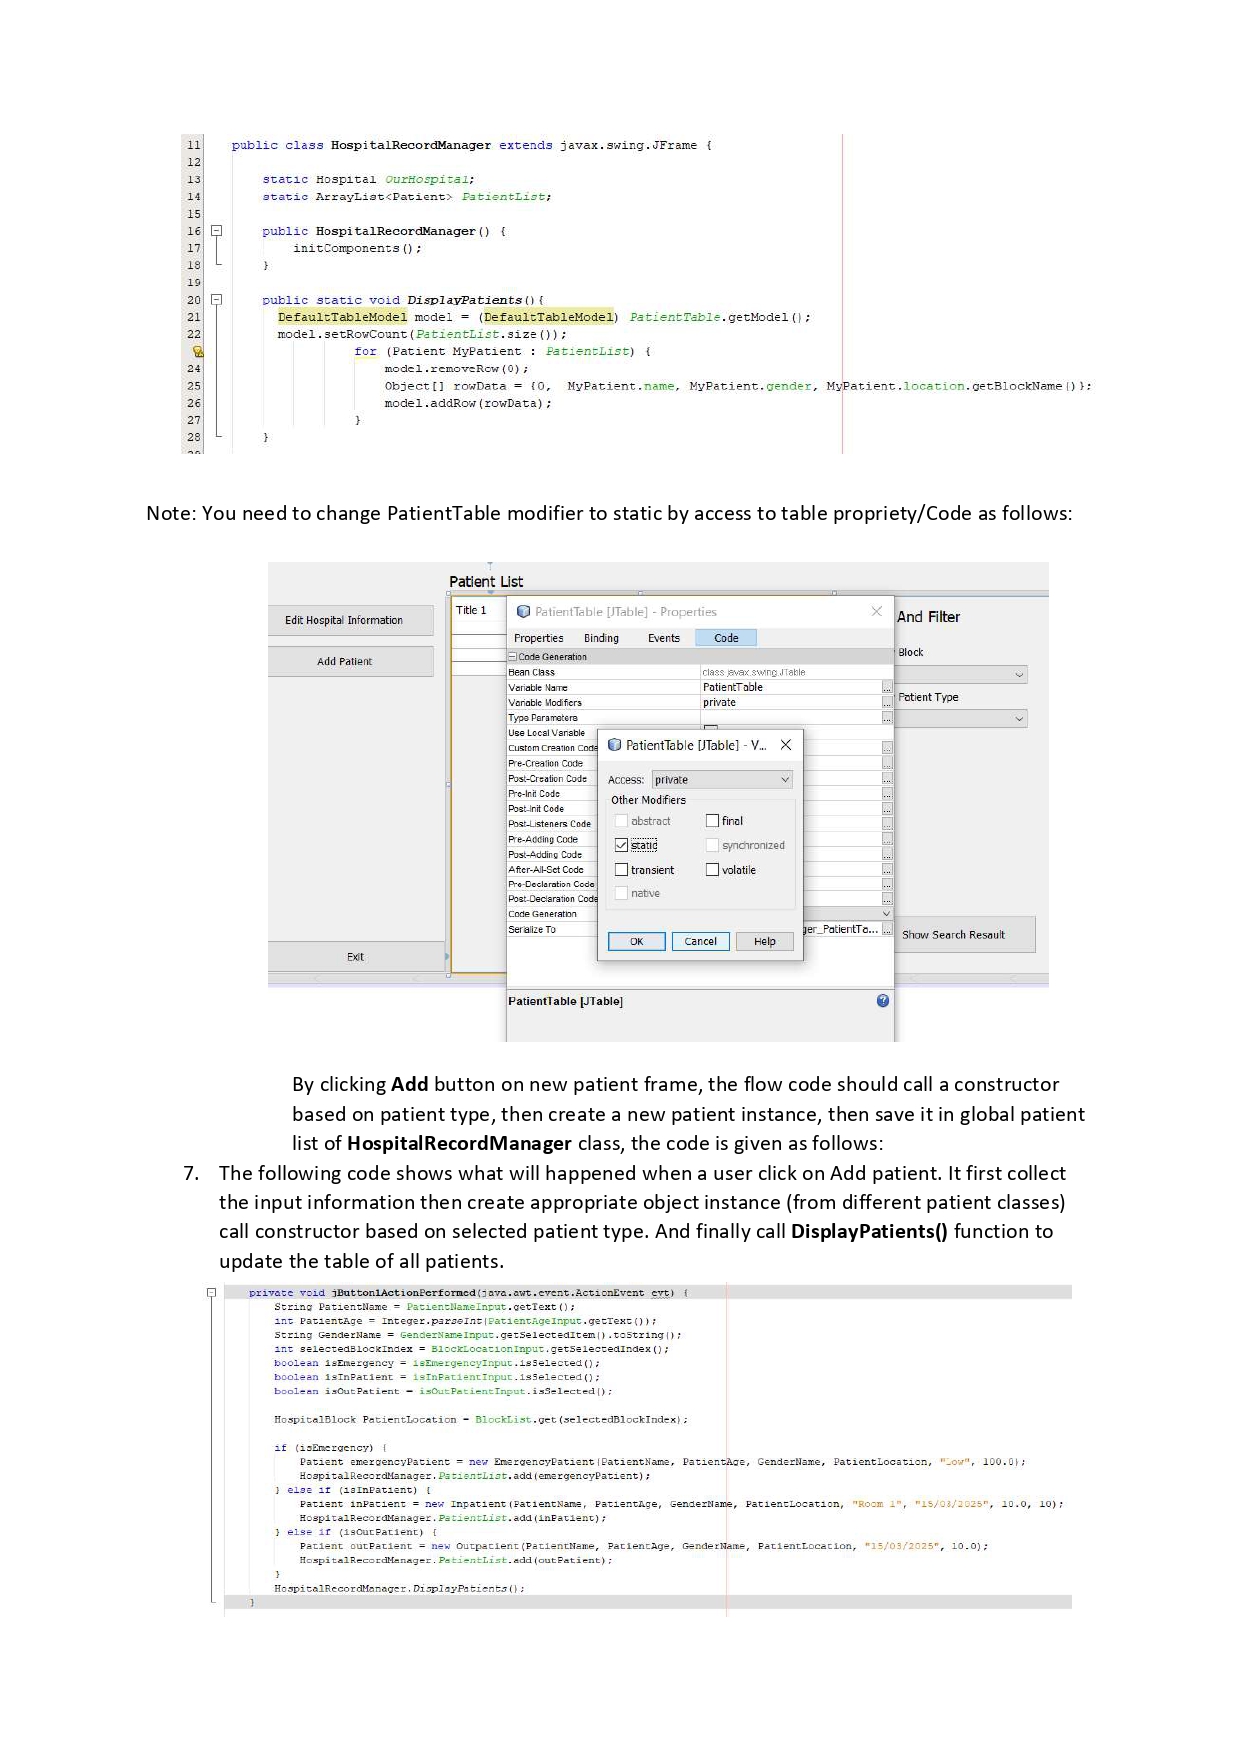 11 public class HospitalRecordManager extends javax.swing.JFrame {
12
13 static Hospital OurHospital;
14 static ArrayList<Patient> PatientList;
15
16 public HospitalRecordManager() {
17 initComponents();
18 }
19
20 public static void DisplayPatients(){
21 DefaultTableModel model = (DefaultTableModel) PatientTable.getModel();
22 model.setRowCount(PatientList.size());
for (Patient MyPatient : PatientList) {
24 model.removeRow(0);
25 Object[] rowData = {0, MyPatient.name, MyPatient.gender, MyPatient.location.getBlockName()};
26 model.addRow(rowData);
27 }
28 }
Note: You need to change PatientTable modifier to static by access to table propriety/Code as follows:
Patient List
Title 1
Edit Hospital Information
Add Patient
Exit
PatientTable [JTable] - Properties
Properties Binding Events Code
Code Generation
Bean Class class javax.swing.JTable
Variable Name PatientTable
Variable Modifiers private
Type Parameters
Use Local Variable
Custom Creation Code
Pre-Creation Code
Post-Creation Code
Pre-Init Code
Post-Init Code
Post-Listeners Code
Pre-Adding Code
Post-Adding Code
After-All-Set Code
Pre-Declaration Code
Post-Declaration Code
Code Generation
Serialize To ger_PatientTa...
PatientTable [JTable] - V...
Access: private
Other Modifiers
abstract final
static synchronized
transient volatile
native
OK Cancel Help
PatientTable [JTable]
And Filter
Block
Patient Type
Show Search Resault
By clicking Add button on new patient frame, the flow code should call a constructor
based on patient type, then create a new patient instance, then save it in global patient
list of HospitalRecordManager class, the code is given as follows:
7. The following code shows what will happened when a user click on Add patient. It first collect
the input information then create appropriate object instance (from different patient classes)
call constructor based on selected patient type. And finally call DisplayPatients() function to
update the table of all patients.
private void jButton1ActionPerformed(java.awt.event.ActionEvent evt) {
String PatientName = PatientNameInput.getText();
int PatientAge = Integer.parseInt(PatientAgeInput.getText());
String GenderName = GenderNameInput.getSelectedItem().toString();
int selectedBlockIndex = BlockLocationInput.getSelectedIndex();
boolean isEmergency = isEmergencyInput.isSelected();
boolean isInPatient = isInPatientInput.isSelected();
boolean isOutPatient = isOutPatientInput.isSelected();
HospitalBlock PatientLocation = BlockList.get(selectedBlockIndex);
if (isEmergency) {
Patient emergencyPatient = new EmergencyPatient(PatientName, PatientAge, GenderName, PatientLocation, "Low", 100.0);
HospitalRecordManager.PatientList.add(emergencyPatient);
} else if (isInPatient) {
Patient inPatient = new Inpatient(PatientName, PatientAge, GenderName, PatientLocation, "Room 1", "15/03/2025", 10.0, 10);
HospitalRecordManager.PatientList.add(inPatient);
} else if (isOutPatient) {
Patient outPatient = new Outpatient(PatientName, PatientAge, GenderName, PatientLocation, "15/03/2025", 10.0);
HospitalRecordManager.PatientList.add(outPatient);
}
HospitalRecordManager.DisplayPatients();
}